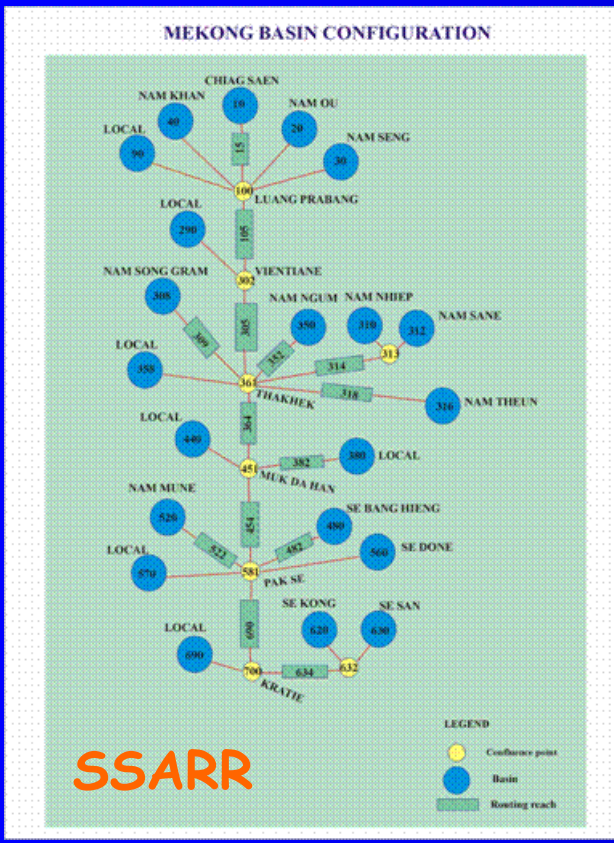 MEKONG BASIN CONFIGURATION
CHIAG SAEN
10
NAM KHAN
40
NAM OU
20
LOCAL
90
NAM SENG
30
15
100
LUANG PRABANG
LOCAL
290
105
302
VIENTIANE
NAM SONG GRAM
308
309
305
NAM NGUM
350
352
NAM NHIEP
310
NAM SANE
312
313
314
LOCAL
358
361
THAKHEK
318
316
NAM THEUN
364
LOCAL
440
451
MUK DA HAN
382
380
LOCAL
NAM MUNE
520
522
454
SE BANG HIENG
480
482
LOCAL
570
581
PAK SE
560
SE DONE
690
SE KONG
620
SE SAN
630
LOCAL
690
700
KRATIE
634
632
LEGEND
Confluence point
Basin
Routing reach
SSARR